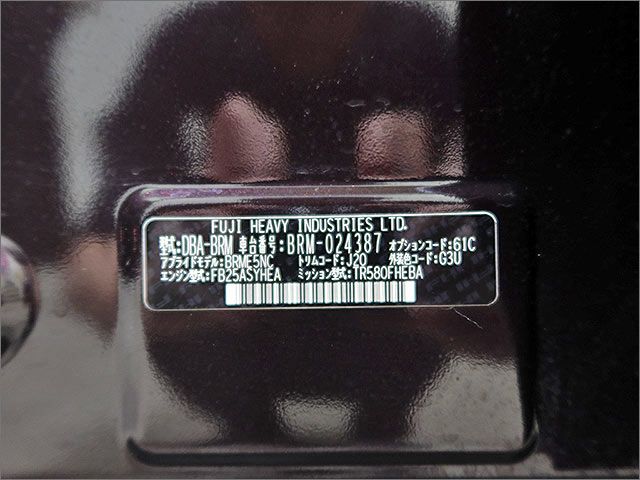 FUJI HEAVY INDUSTRIES LTD.
型式:DBA-BRM 車台番号:BRM-024387 オプションコード:61C
アプライドモデル:BRME5NC トリムコード:J20 外装色コード:G3U
エンジン型式:FB25ASYHEA ミッション型式:TR580FHEBA